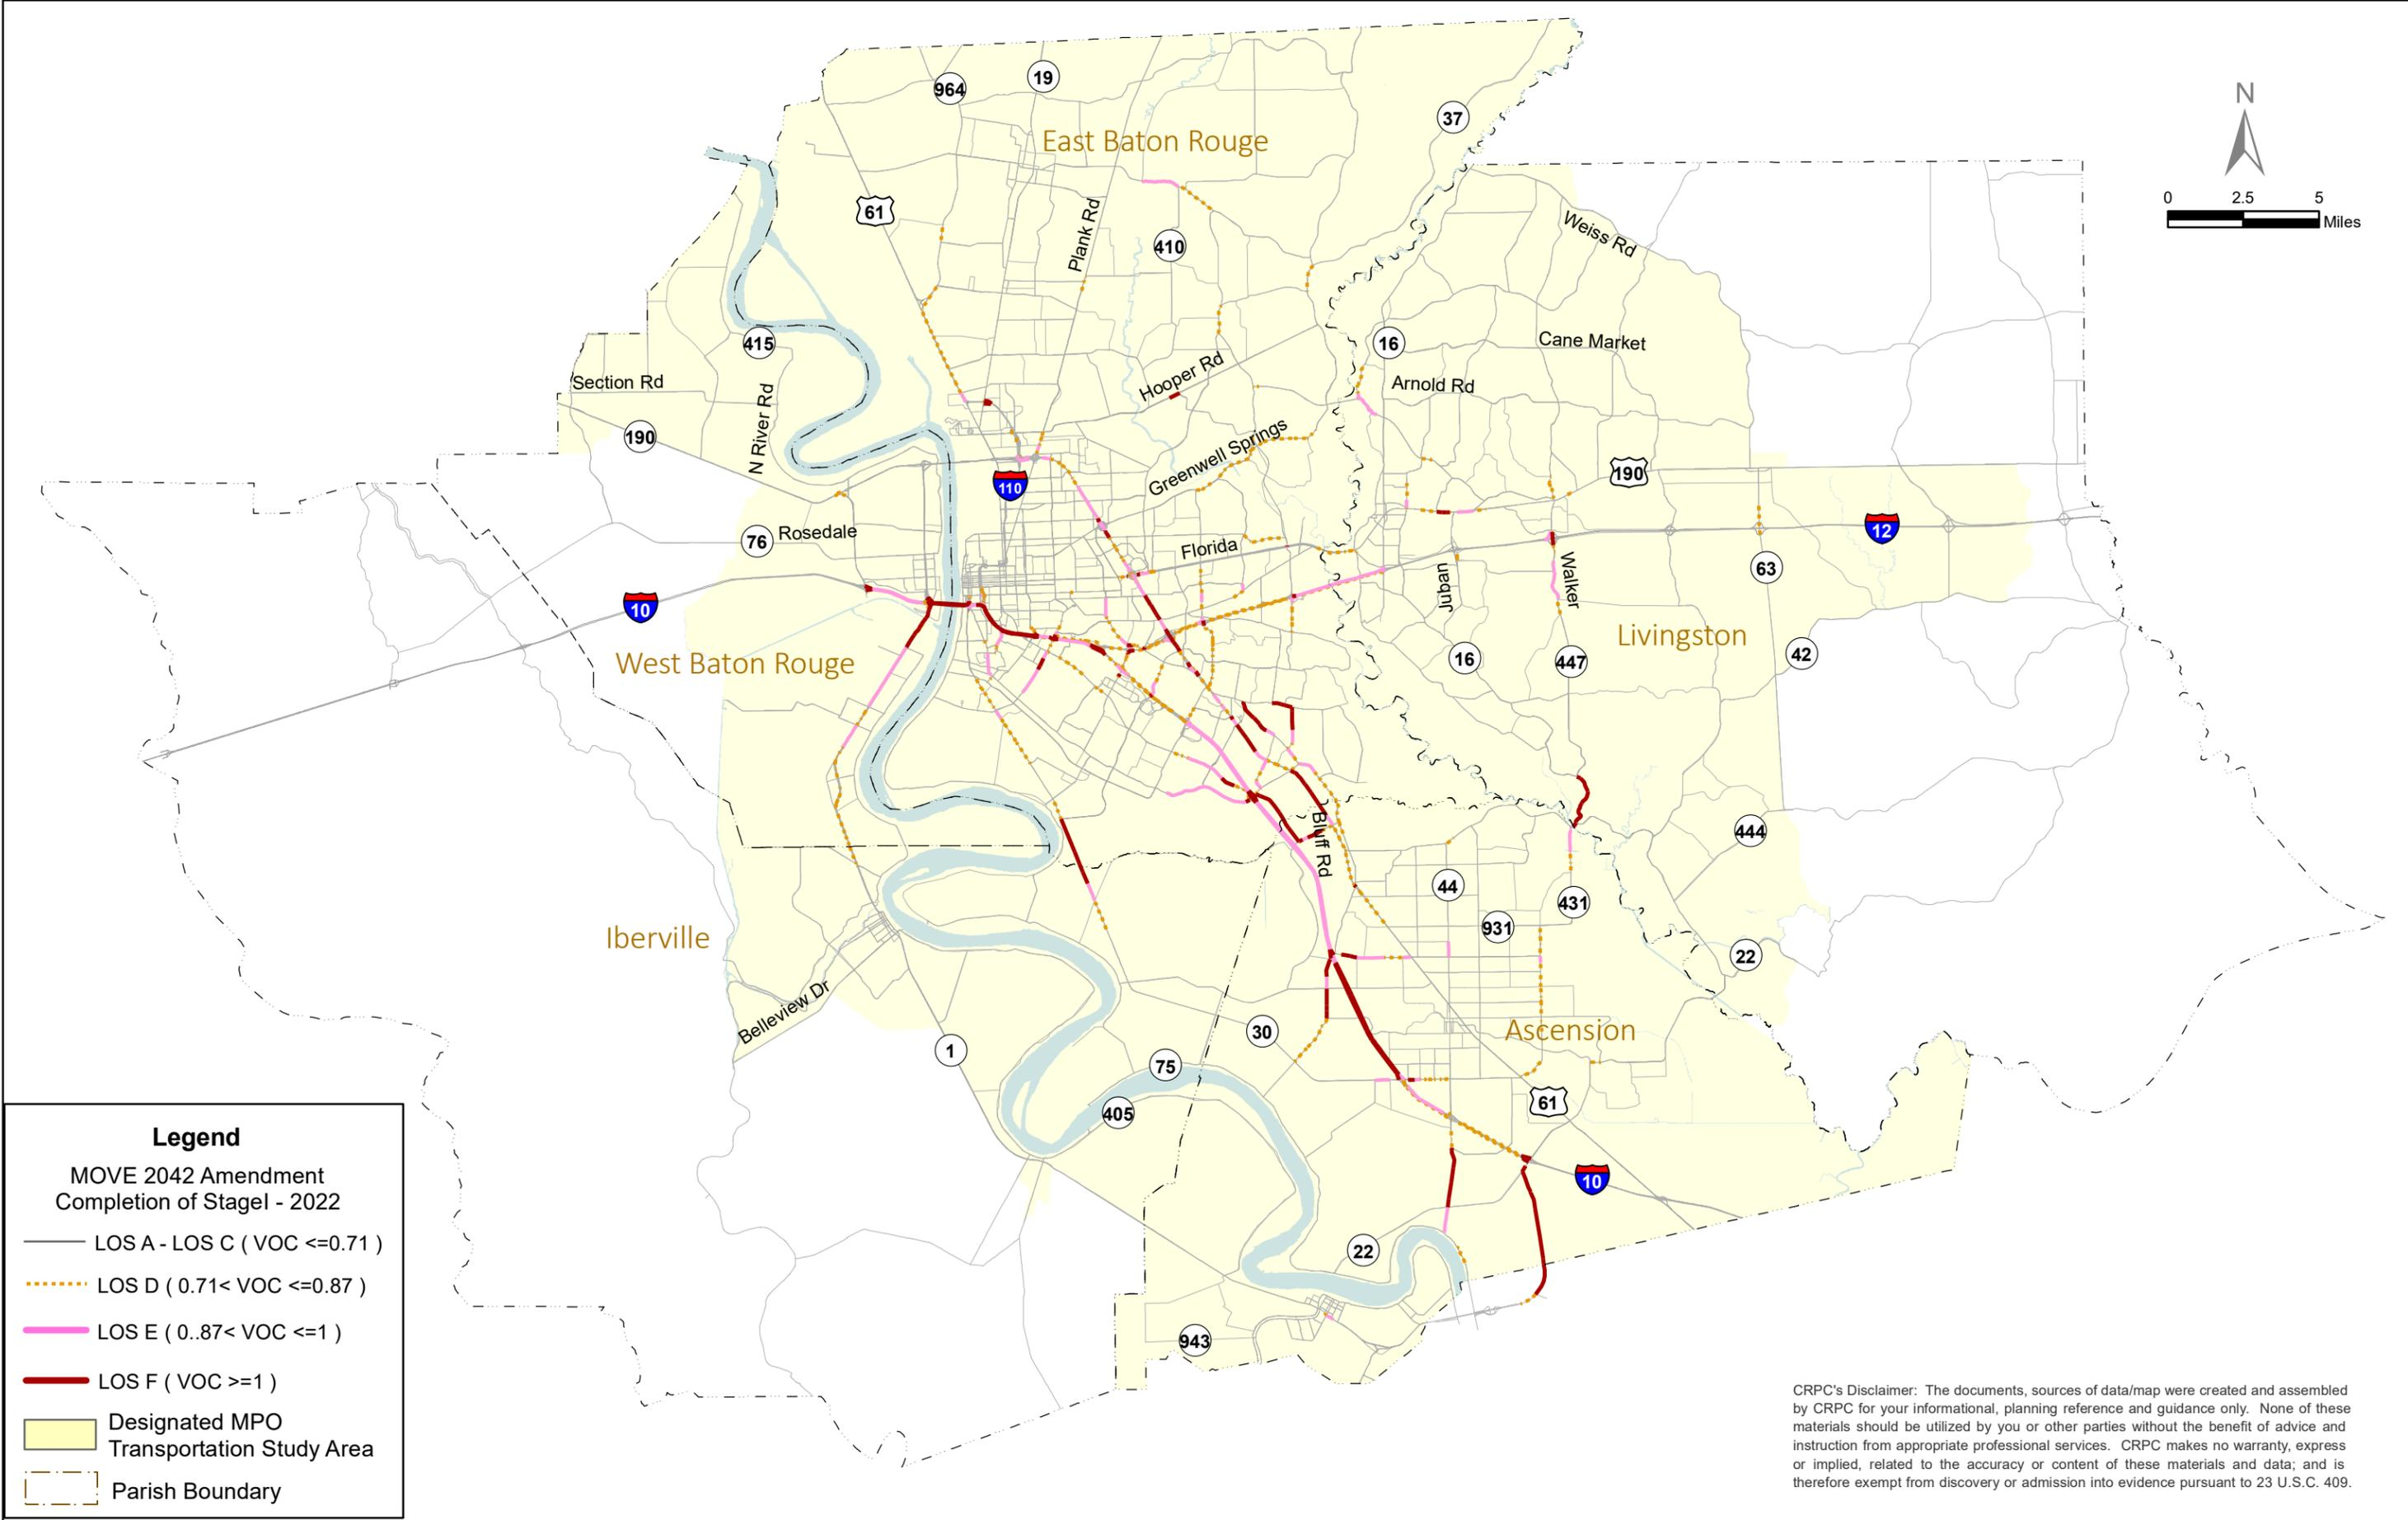 964
19
37
N
East Baton Rouge
0 2.5 5
Miles
61
Plank Rd
410
Weiss Rd
415
16
Cane Market
Section Rd
N River Rd
Hooper Rd
Arnold Rd
190
Greenwell Springs
190
110
76
Rosedale
Florida
12
10
Juban
Walker
63
West Baton Rouge
Livingston
16
447
42
Bluff Rd
444
44
431
Iberville
931
22
Belleview Dr
1
30
Ascension
75
405
61
10
22
943
Legend
MOVE 2042 Amendment
Completion of StageI - 2022
LOS A - LOS C ( VOC <=0.71 )
LOS D ( 0.71< VOC <=0.87 )
LOS E ( 0..87< VOC <=1 )
LOS F ( VOC >=1 )
Designated MPO
Transportation Study Area
Parish Boundary
CRPC's Disclaimer: The documents, sources of data/map were created and assembled
by CRPC for your informational, planning reference and guidance only. None of these
materials should be utilized by you or other parties without the benefit of advice and
instruction from appropriate professional services. CRPC makes no warranty, express
or implied, related to the accuracy or content of these materials and data; and is
therefore exempt from discovery or admission into evidence pursuant to 23 U.S.C. 409.